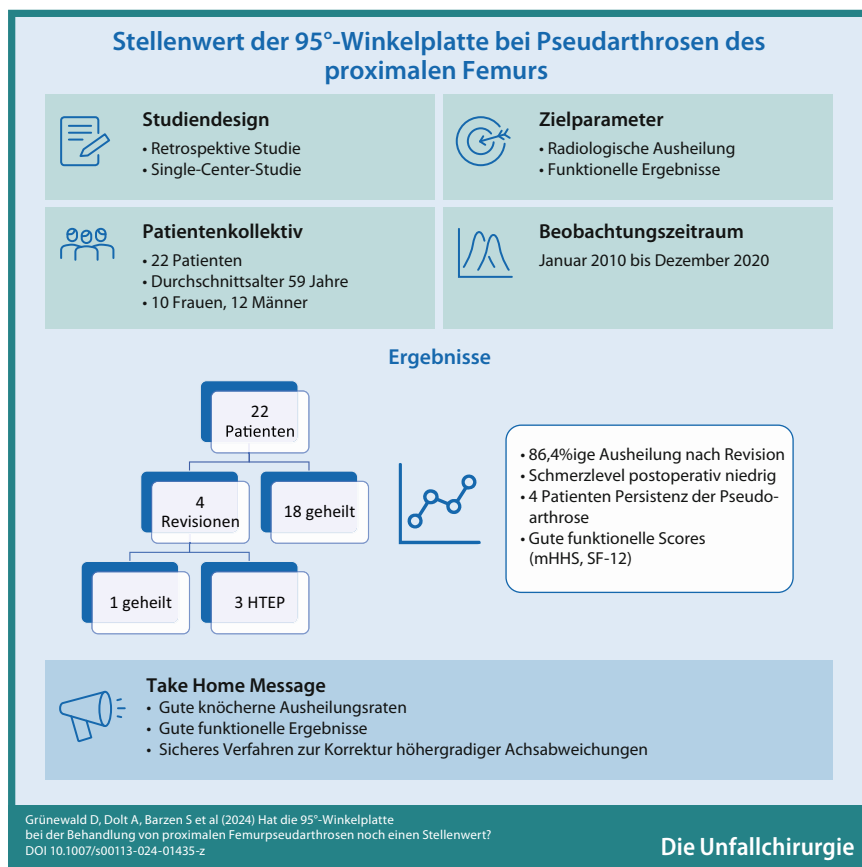 Stellenwert der 95°-Winkelplatte bei Pseudarthrosen des
proximalen Femurs
Studiendesign
• Retrospektive Studie
• Single-Center-Studie
Zielparameter
• Radiologische Ausheilung
• Funktionelle Ergebnisse
Patientenkollektiv
• 22 Patienten
• Durchschnittsalter 59 Jahre
• 10 Frauen, 12 Männer
Beobachtungszeitraum
Januar 2010 bis Dezember 2020
Ergebnisse
22
Patienten
4
Revisionen
18 geheilt
1 geheilt
3 HTEP
• 86,4%ige Ausheilung nach Revision
• Schmerzlevel postoperativ niedrig
• 4 Patienten Persistenz der Pseudo-
arthrose
• Gute funktionelle Scores
(mHHS, SF-12)
Take Home Message
• Gute knöcherne Ausheilungsraten
• Gute funktionelle Ergebnisse
• Sicheres Verfahren zur Korrektur höhergradiger Achsabweichungen
Grünewald D, Dolt A, Barzen S et al (2024) Hat die 95°-Winkelplatte
bei der Behandlung von proximalen Femurpseudarthrosen noch einen Stellenwert?
DOI 10.1007/s00113-024-01435-z
Die Unfallchirurgie